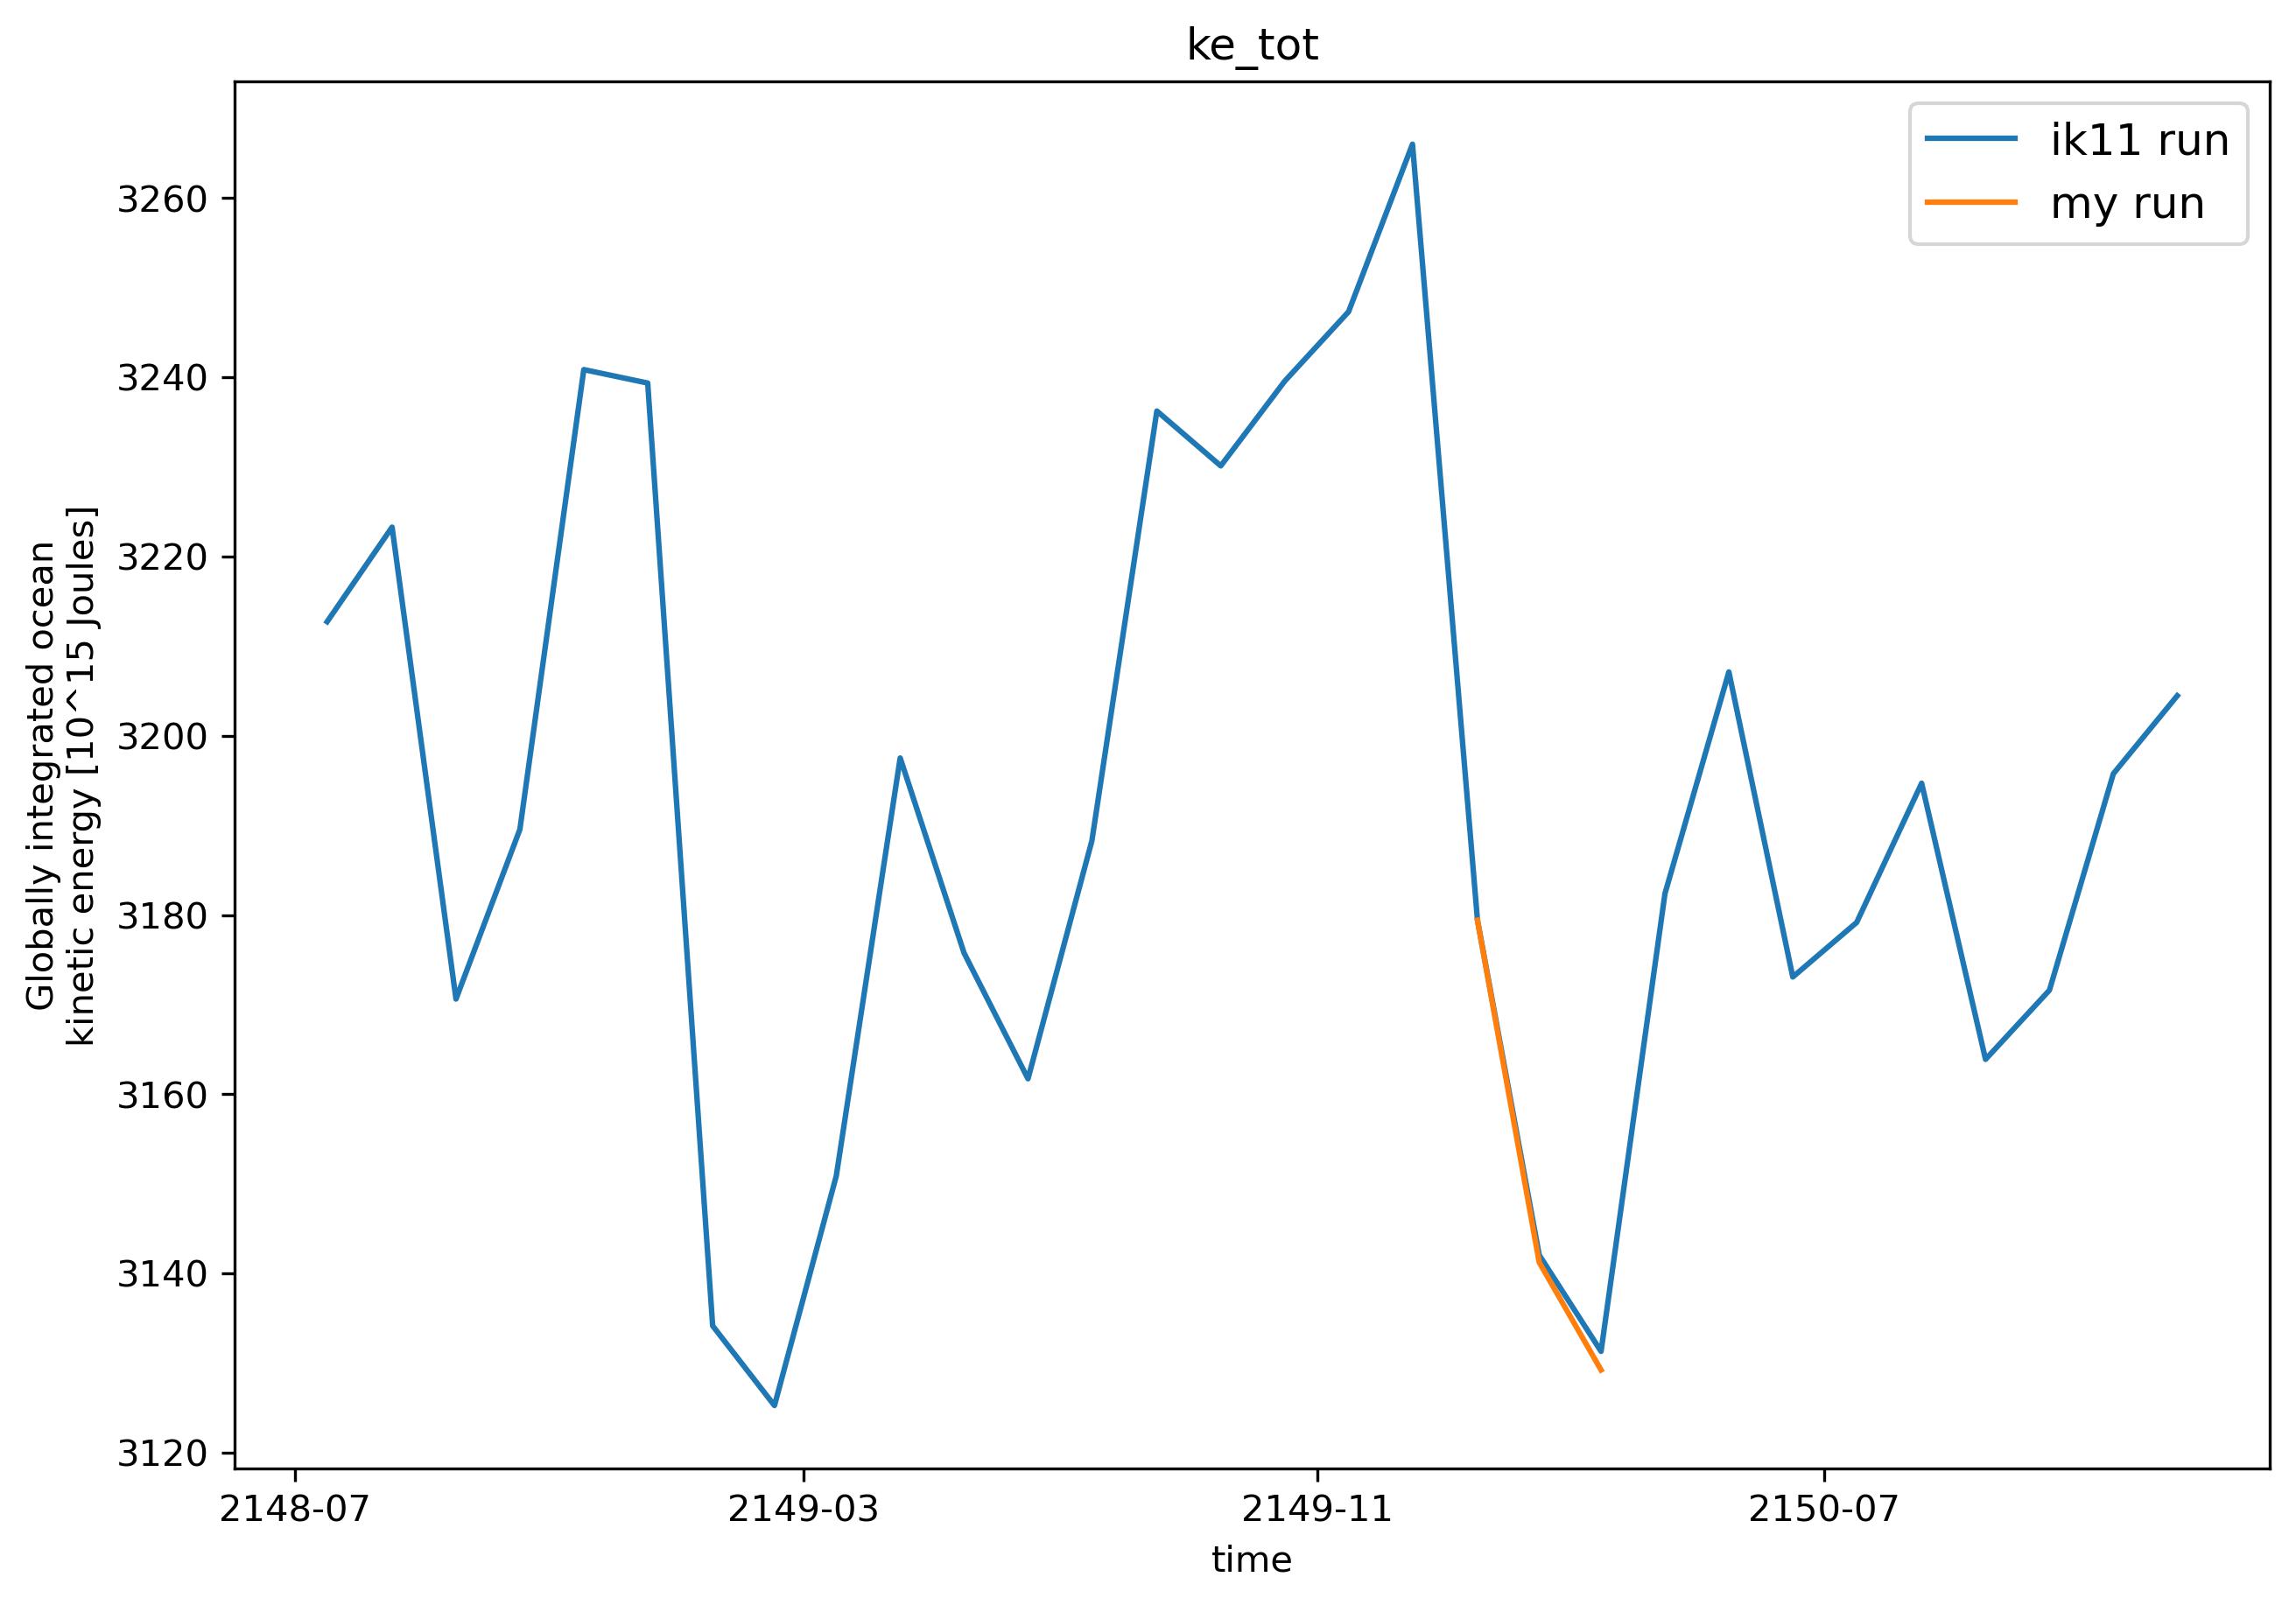 ke_tot
ik11 run
my run
3260
3240
3220
3200
3180
3160
3140
3120
Globally integrated ocean
kinetic energy [10^15 Joules]
2148-07
2149-03
2149-11
2150-07
time